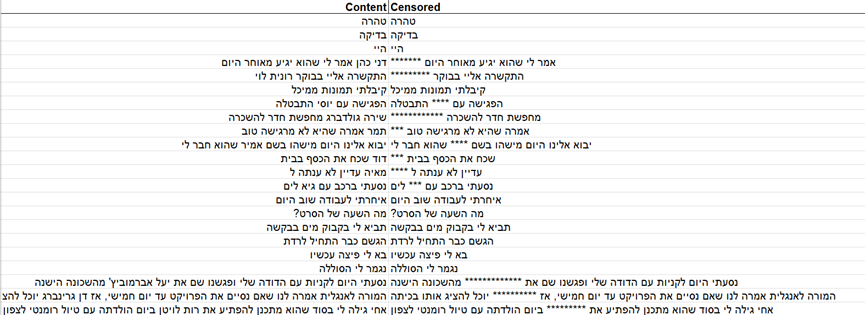 Content Censored
טהרה טהרה
בדיקה בדיקה
היי היי
דני כהן אמר לי שהוא יגיע מאוחר היום ******* אמר לי שהוא יגיע מאוחר היום
התקשרה אליי בבוקר רונית לוי התקשרה אליי בבוקר *********
קיבלתי תמונות ממיכל קיבלתי תמונות ממיכל
הפגישה עם יוסי התבטלה הפגישה עם **** התבטלה
שירה גולדברג מחפשת חדר להשכרה ************ מחפשת חדר להשכרה
תמר אמרה שהיא לא מרגישה טוב *** אמרה שהיא לא מרגישה טוב
יבוא אלינו היום מישהו בשם אמיר שהוא חבר לי יבוא אלינו היום מישהו בשם **** שהוא חבר לי
דוד שכח את הכסף בבית *** שכח את הכסף בבית
מאיה עדיין לא ענתה ל **** עדיין לא ענתה ל
נסעתי ברכב עם גיא לים נסעתי ברכב עם *** לים
איחרתי לעבודה שוב היום איחרתי לעבודה שוב היום
מה השעה של הסרט? מה השעה של הסרט?
תביא לי בקבוק מים בבקשה תביא לי בקבוק מים בבקשה
הגשם כבר התחיל לרדת הגשם כבר התחיל לרדת
בא לי פיצה עכשיו בא לי פיצה עכשיו
נגמר לי הסוללה נגמר לי הסוללה
נסעתי היום לקניות עם הדודה שלי ופגשנו שם את יעל אברמוביץ' מהשכונה הישנה נסעתי היום לקניות עם הדודה שלי ופגשנו שם את ************* מהשכונה הישנה
המורה לאנגלית אמרה לנו שאם נסיים את הפרויקט עד יום חמישי, אז דן גרינברג יוכל להצ המורה לאנגלית אמרה לנו שאם נסיים את הפרויקט עד יום חמישי, אז ********** יוכל להציג אותו בכיתה
אחי גילה לי בסוד שהוא מתכנן להפתיע את רות לויטן ביום הולדתה עם טיול רומנטי לצפון אחי גילה לי בסוד שהוא מתכנן להפתיע את ********* ביום הולדתה עם טיול רומנטי לצפון